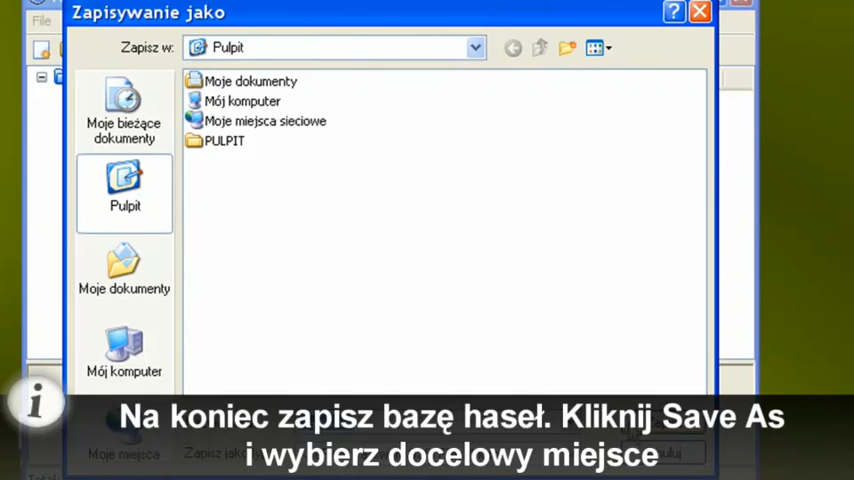 Zapisywanie jako
File
Zapisz w:
Pulpit
Moje dokumenty
Mój komputer
Moje miejsca sieciowe
PULPIT
Moje bieżące
dokumenty
Pulpit
Moje dokumenty
Mój komputer
Moje miejsca
Zapisz jako
i
Na koniec zapisz bazę haseł. Kliknij Save As
i wybierz docelowy miejsce